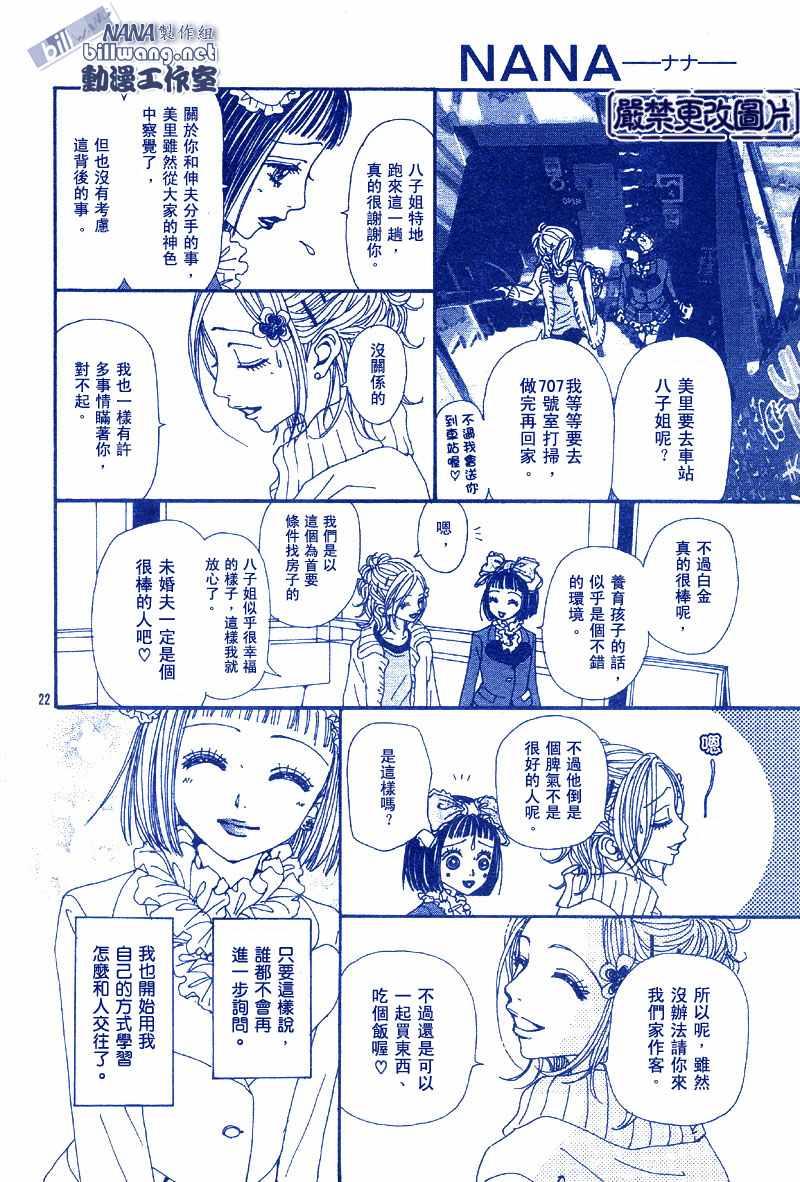 bill
BILLWANG
NANA製作組
billwang.net
動漫工作室
NANA
——ナナ——
嚴禁更改圖片
OPEN
美里要去車站
八子姐呢?
我等等要去
707號室打掃,
做完再回家。
不過我會送你
到車站喔♡
八子姐特地
跑來這一趟,
真的很謝謝你。
關於你和伸夫分手的事,
美里雖然從大家的神色
中察覺了,
但也沒有考慮
這背後的事。
沒關係的
我也一樣有許
多事情瞞著你,
對不起。
不過白金
真的很棒呢,
養育孩子的話,
似乎是個不錯
的環境。
嗯,
我們是以
這個為首要
條件找房子的
八子姐似乎很幸福
的樣子,這樣我就
放心了。
未婚夫一定是個
很棒的人吧♡
22
嗯
不過他倒是
個脾氣不是
很好的人呢。
是這樣嗎?
所以呢,雖然
沒辦法請你來
我們家作客。
不過還是可以
一起買東西、
吃個飯喔♡
只要這樣說,
誰都不會再
進一步詢問。
我也開始用我
自己的方式學習
怎麼和人交往了。